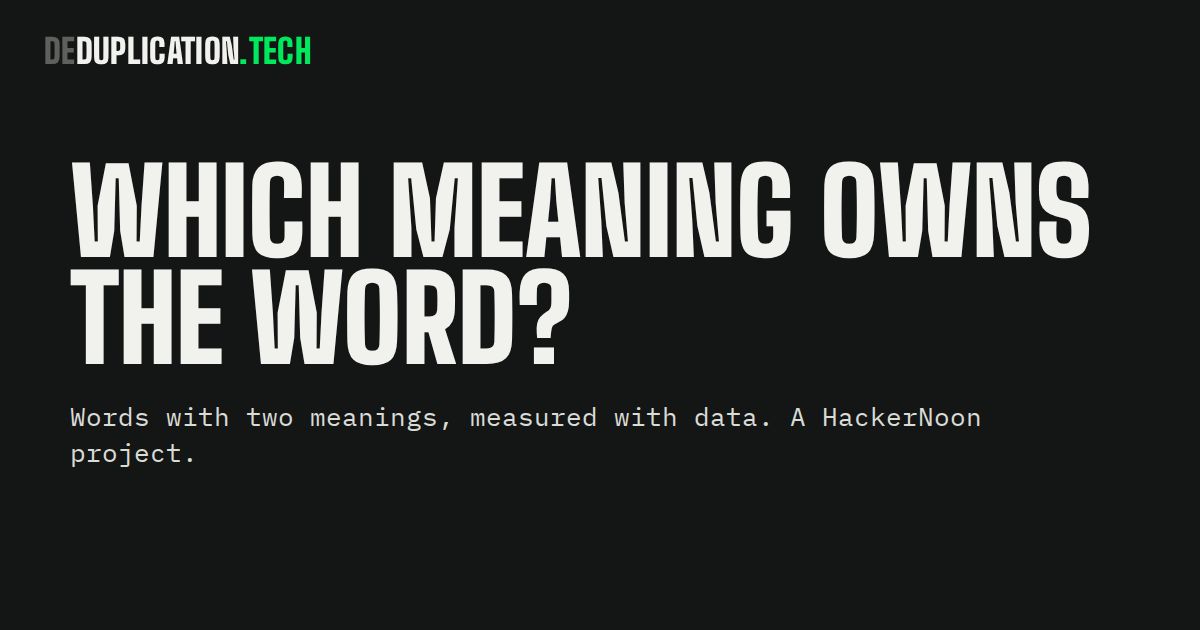 DEDUPLICATION.TECH
WHICH MEANING OWNS
THE WORD?
Words with two meanings, measured with data. A HackerNoon
project.